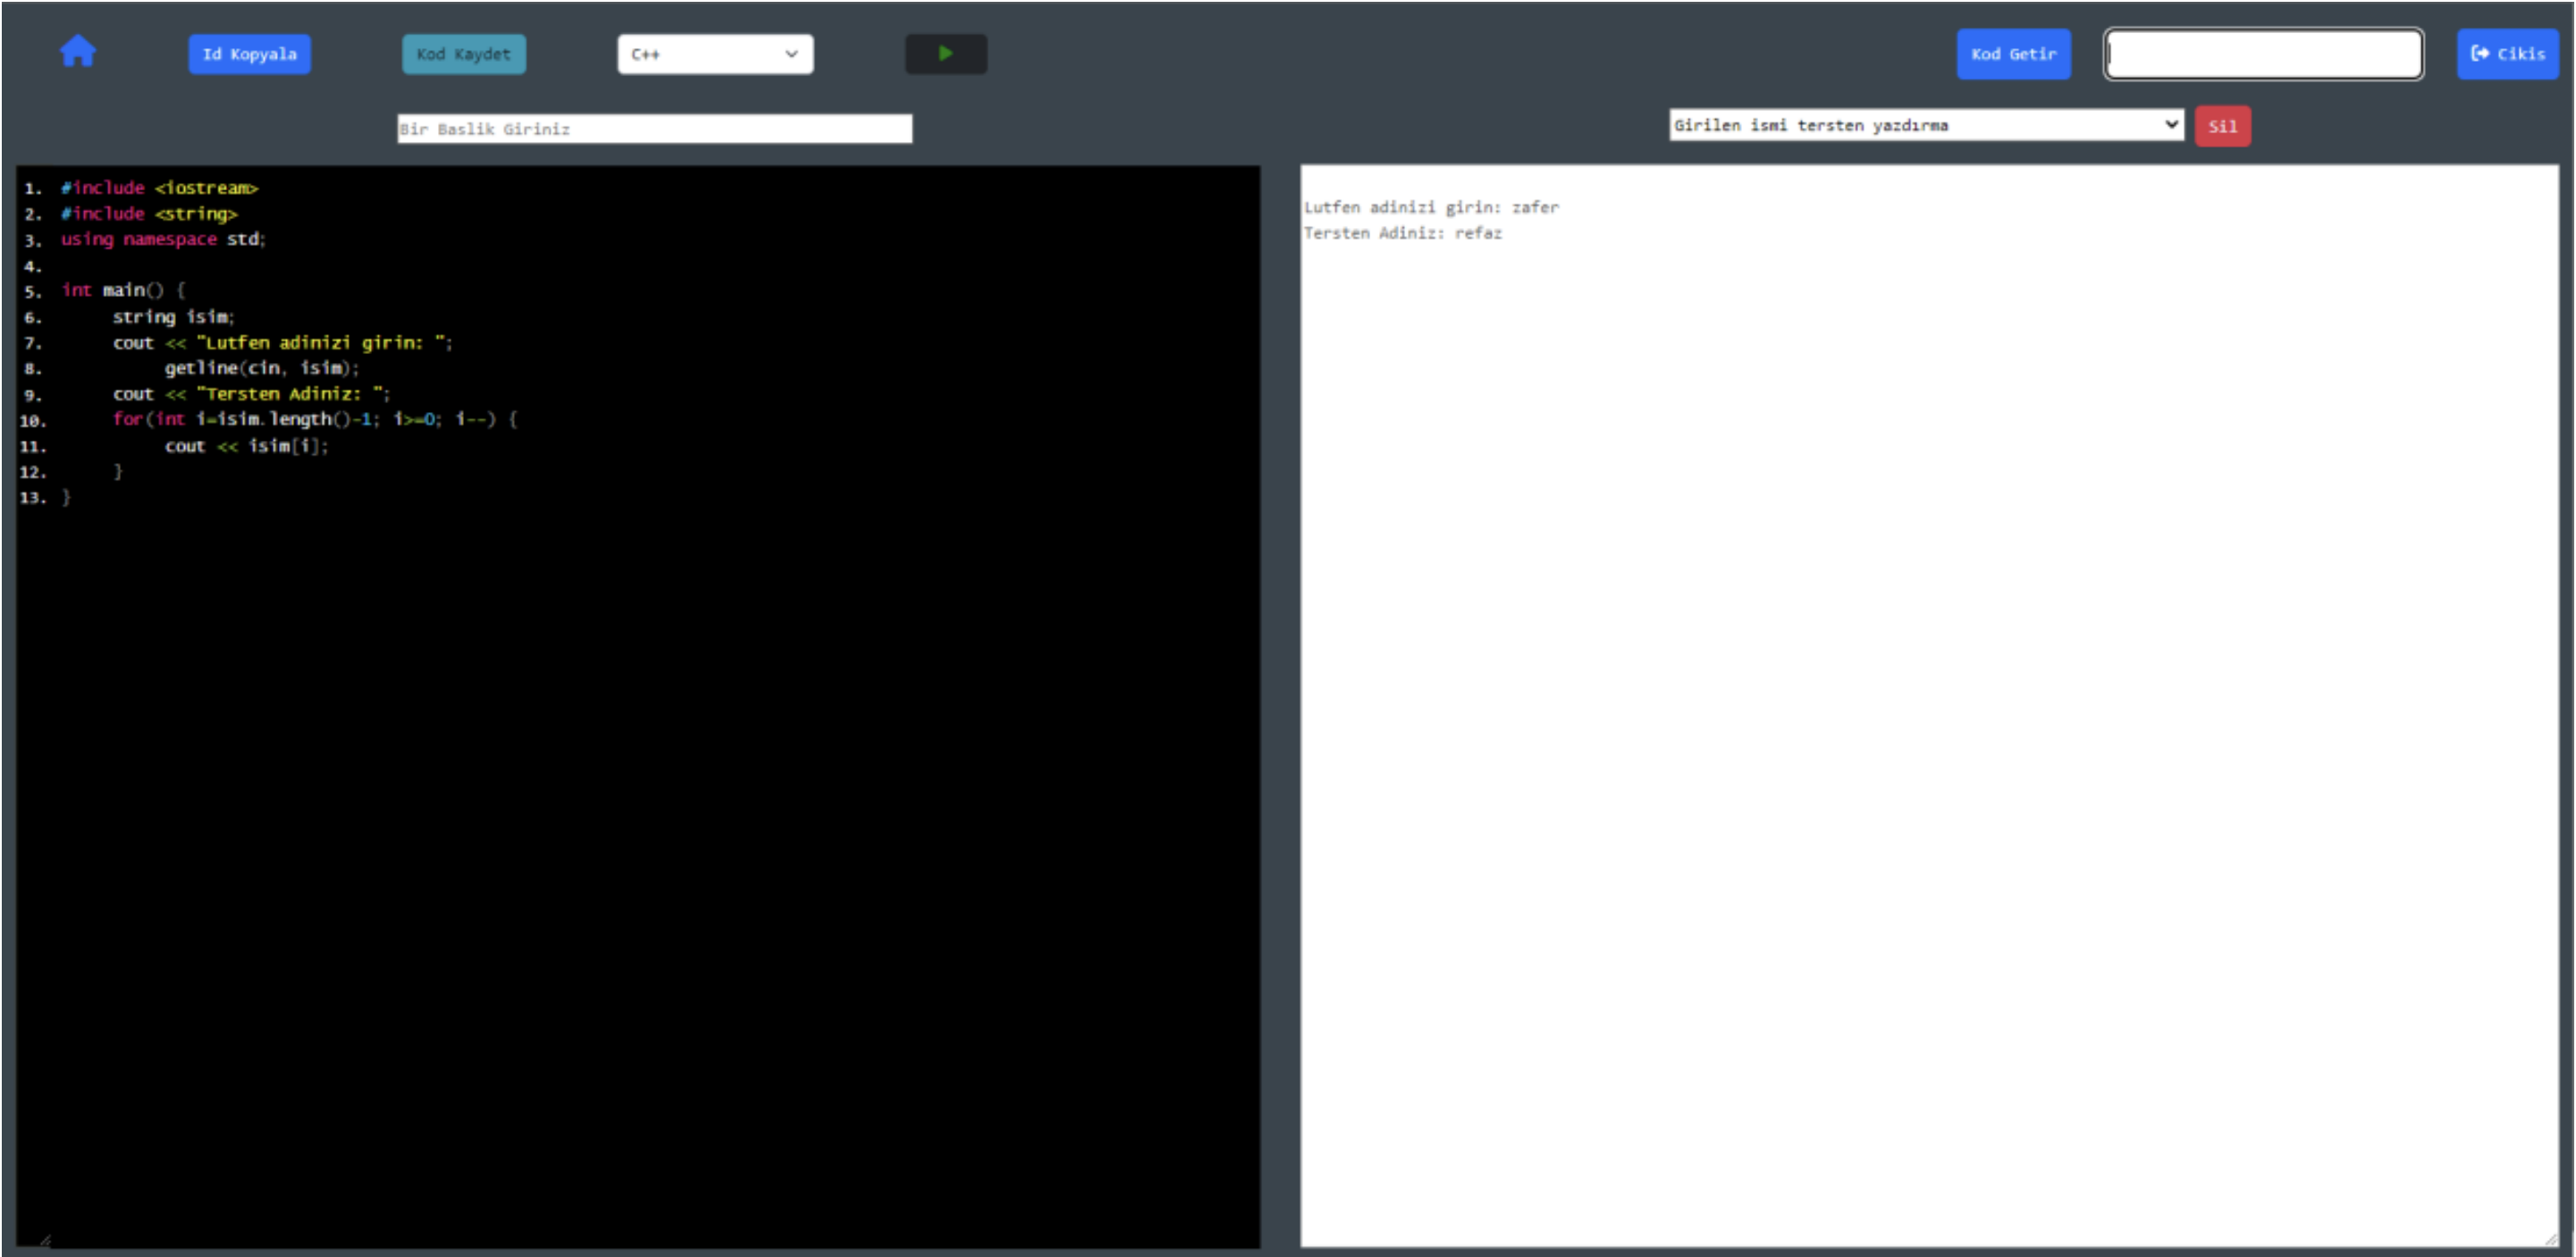 Id Kopyala Kod Kaydet C++ Kod Getir Cikis
Bir Baslik Giriniz Girilen ismi tersten yazdırma Sil
1. #include <iostream>
2. #include <string>
3. using namespace std;
4.
5. int main() {
6. string isim;
7. cout << "Lutfen adinizi girin: ";
8. getline(cin, isim);
9. cout << "Tersten Adiniz: ";
10. for(int i=isim.length()-1; i>=0; i--) {
11. cout << isim[i];
12. }
13. }
Lutfen adinizi girin: zafer
Tersten Adiniz: refaz